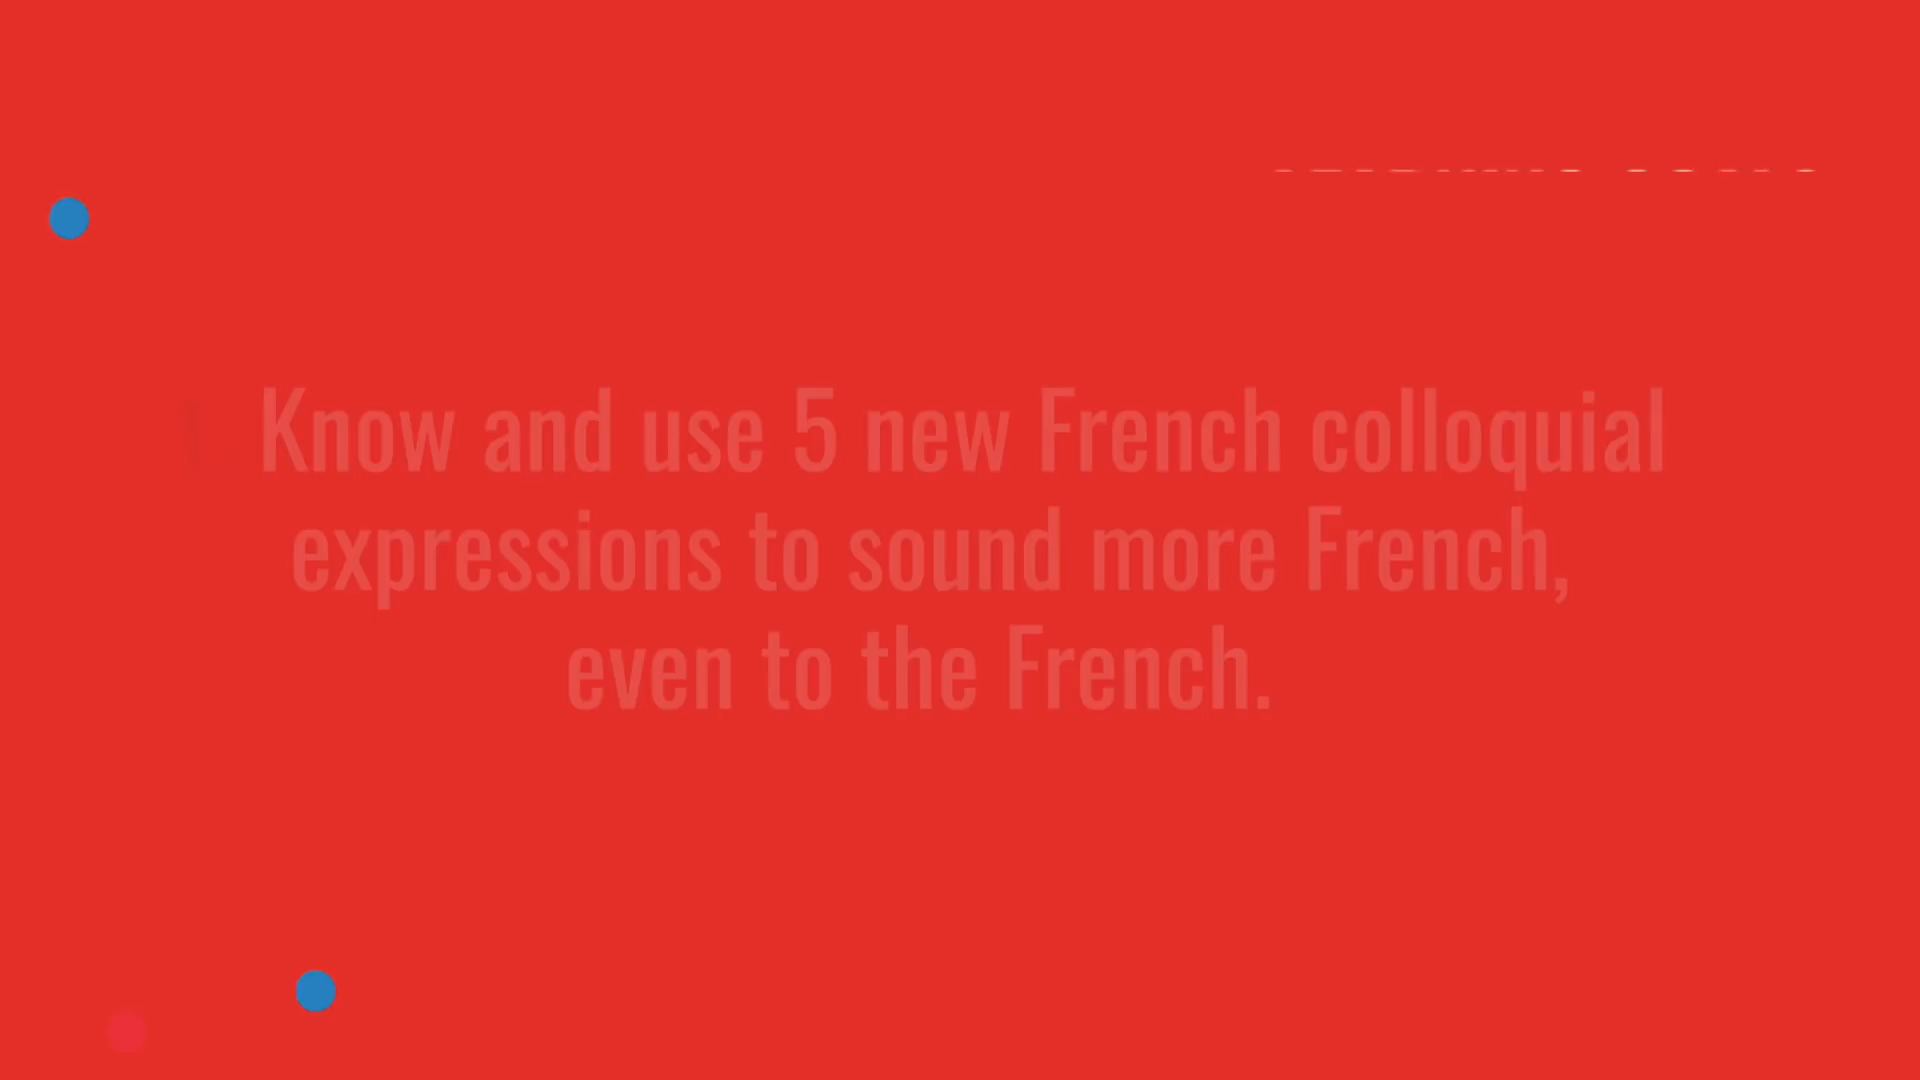 Know and use 5 new French colloquial
expressions to sound more French,
even to the French.